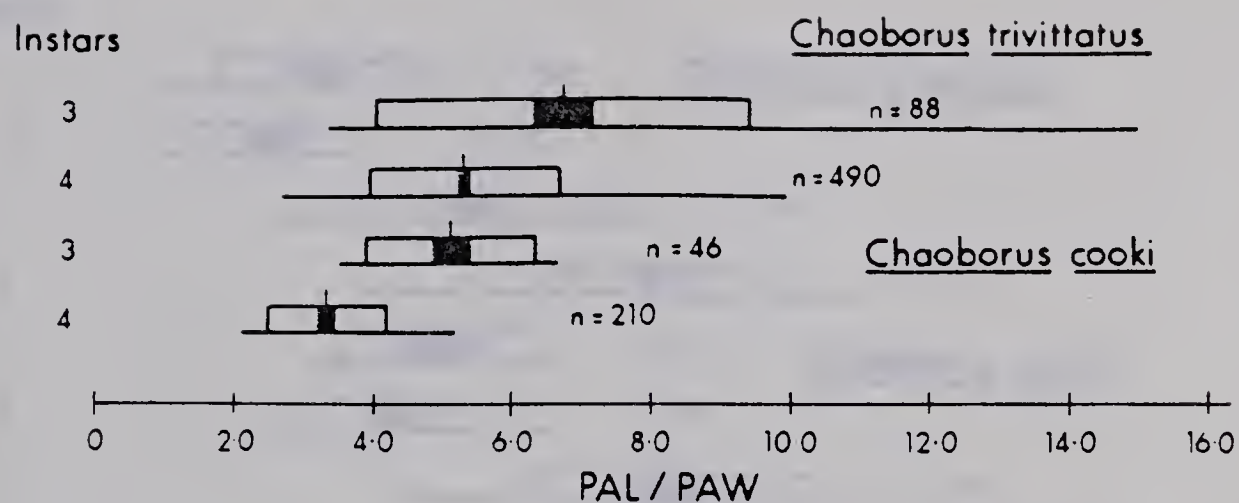 Instars
Chaoborus trivittatus
3 n = 88
4 n = 490
3 n = 46
Chaoborus cooki
4 n = 210
0 2·0 4·0 6·0 8·0 10·0 12·0 14·0 16·0
PAL / PAW